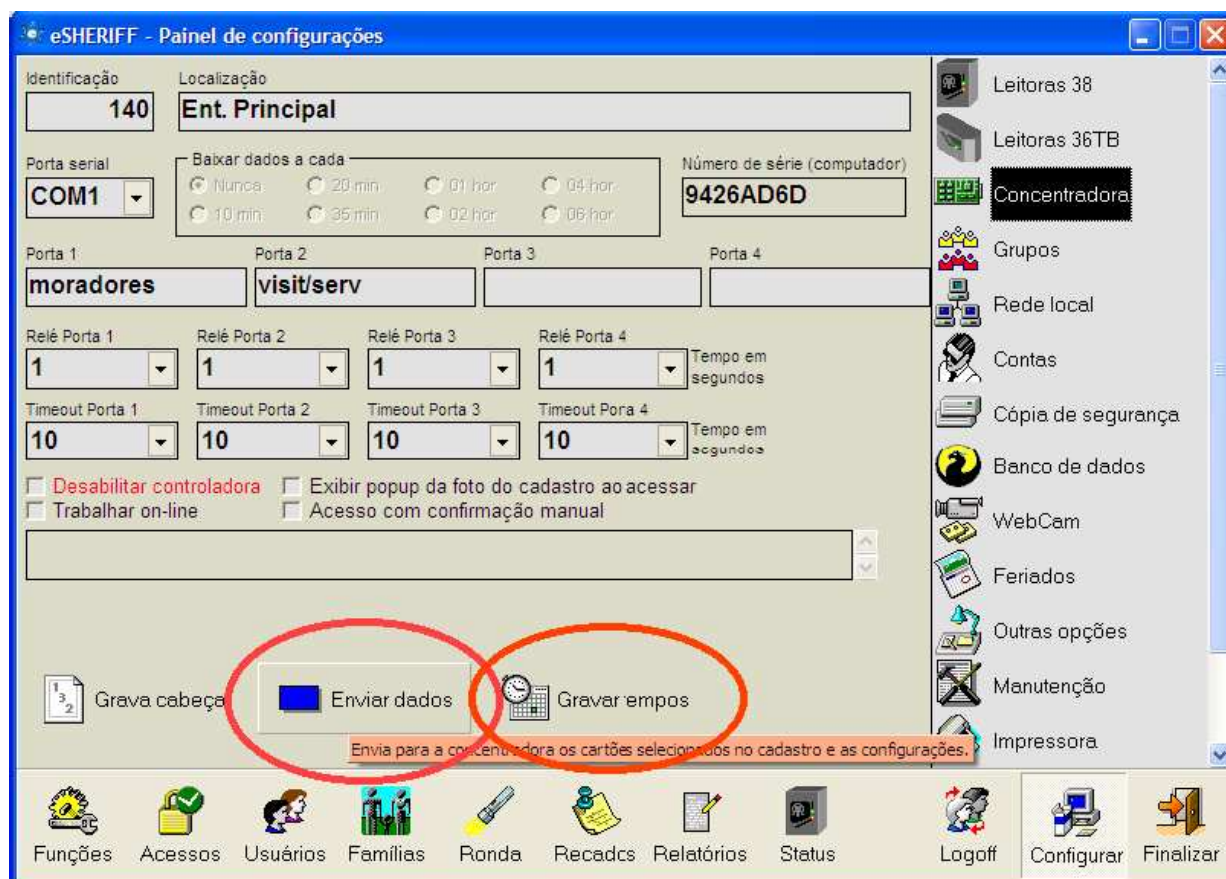 eSHERIFF - Painel de configurações
Identificação Localização
140 Ent. Principal
Porta serial Baixar dados a cada Número de série (computador)
COM1 Nunca 20 min 01 hor 04 hor 9426AD6D
10 min 35 min 02 hor 06 hor
Porta 1 Porta 2 Porta 3 Porta 4
moradores visit/serv
Relé Porta 1 Relé Porta 2 Relé Porta 3 Relé Porta 4
1 1 1 1 Tempo em
segundos
Timeout Porta 1 Timeout Porta 2 Timeout Porta 3 Timeout Pora 4
10 10 10 10 Tempo em
segundos
Desabilitar controladora Exibir popup da foto do cadastro ao acessar
Trabalhar on-line Acesso com confirmação manual
Grava cabeça Enviar dados Gravar empos
Envia para a concentradora os cartões selecionados no cadastro e as configurações.
Leitoras 38
Leitoras 36TB
Concentradora
Grupos
Rede local
Contas
Cópia de segurança
Banco de dados
WebCam
Feriados
Outras opções
Manutenção
Impressora
Funções Acessos Usuários Famílias Ronda Recadcs Relatórios Status Logoff Configurar Finalizar